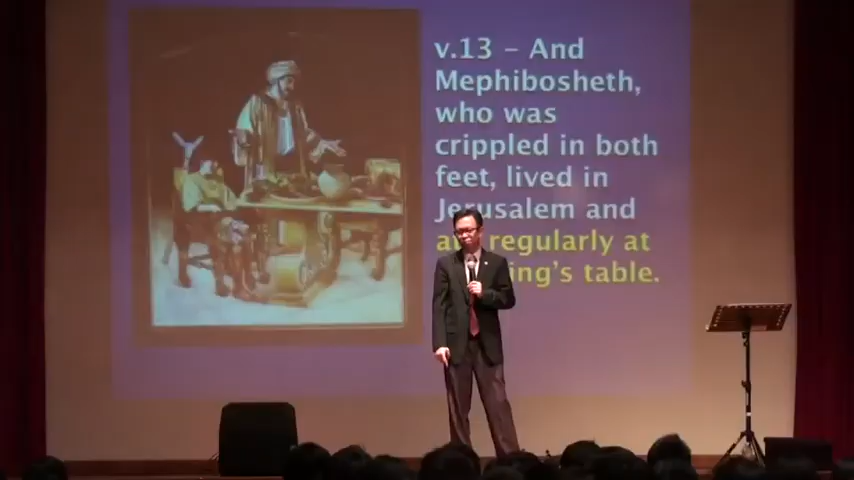 v.13 – And
Mephibosheth,
who was
crippled in both
feet, lived in
Jerusalem and
regularly at
table.